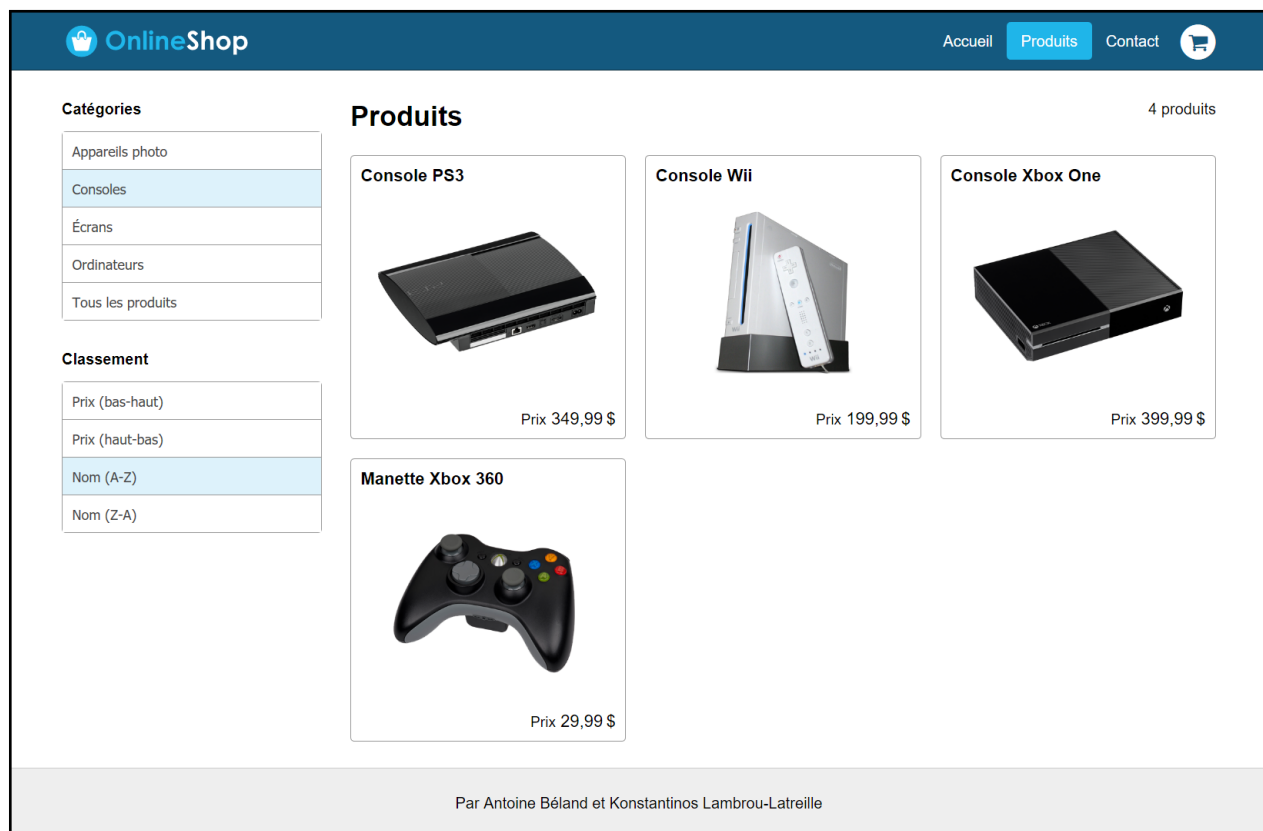 OnlineShop
Accueil
Produits
Contact
Catégories
Appareils photo
Consoles
Écrans
Ordinateurs
Tous les produits
Classement
Prix (bas-haut)
Prix (haut-bas)
Nom (A-Z)
Nom (Z-A)
Produits
4 produits
Console PS3
Prix 349,99 $
Console Wii
Wii
Prix 199,99 $
Console Xbox One
Prix 399,99 $
Manette Xbox 360
Prix 29,99 $
Par Antoine Béland et Konstantinos Lambrou-Latreille